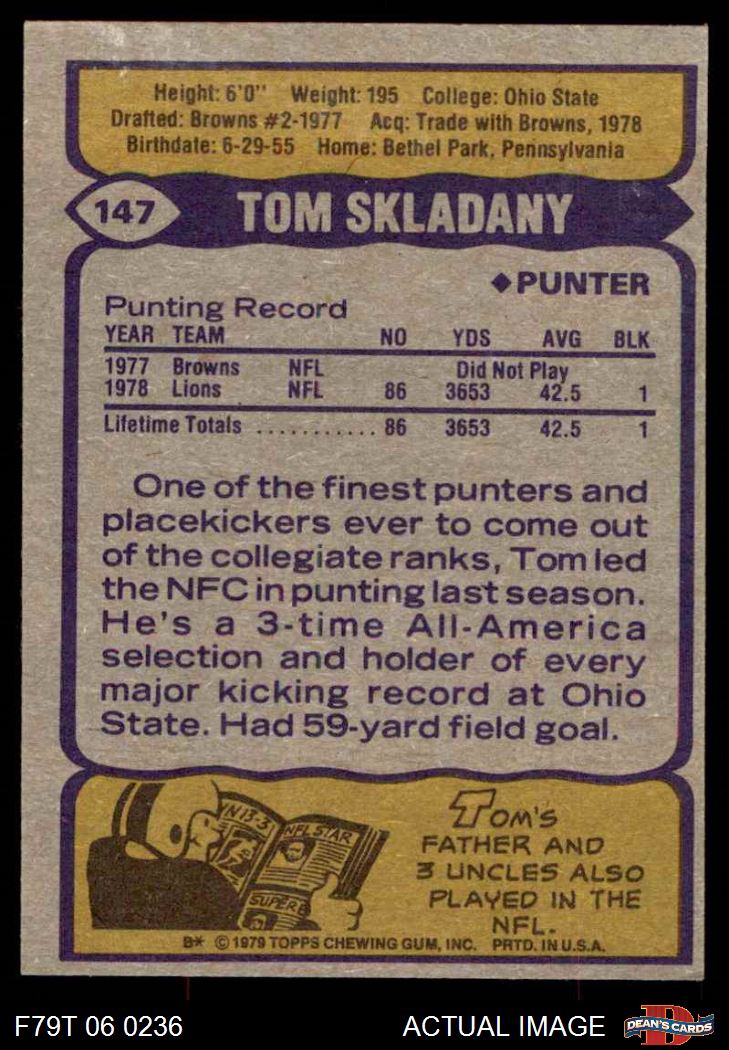 Height: 6'0" Weight: 195 College: Ohio State
Drafted: Browns #2-1977 Acq: Trade with Browns, 1978
Birthdate: 6-29-55 Home: Bethel Park, Pennsylvania
147 TOM SKLADANY
◆PUNTER
Punting Record
YEAR TEAM NO YDS AVG BLK
1977 Browns NFL Did Not Play
1978 Lions NFL 86 3653 42.5 1
Lifetime Totals ........... 86 3653 42.5 1
One of the finest punters and
placekickers ever to come out
of the collegiate ranks, Tom led
the NFC in punting last season.
He's a 3-time All-America
selection and holder of every
major kicking record at Ohio
State. Had 59-yard field goal.
TOM'S
FATHER AND
3 UNCLES ALSO
PLAYED IN THE
NFL.
NFL STAR
SUPER
B* © 1979 TOPPS CHEWING GUM, INC. PRTD. IN U.S.A.
F79T 06 0236 ACTUAL IMAGE DEAN'S CARDS